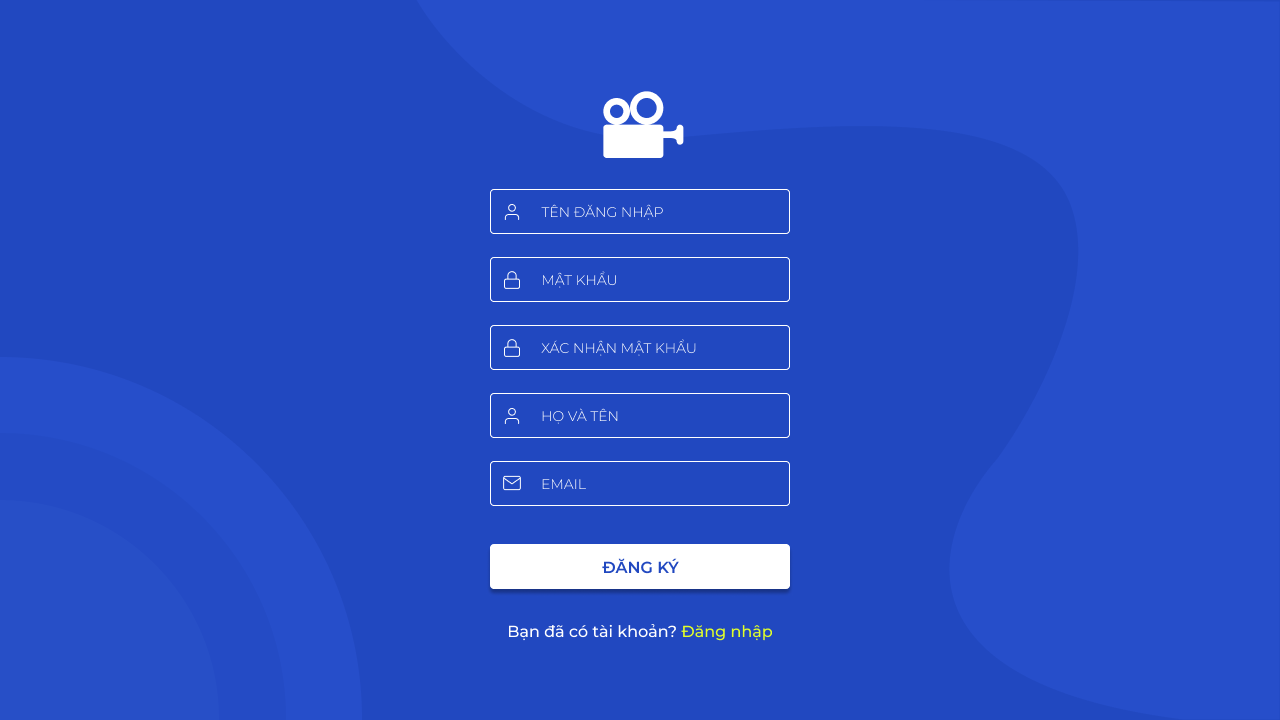 TÊN ĐĂNG NHẬP
MẬT KHẨU
XÁC NHẬN MẬT KHẨU
HỌ VÀ TÊN
EMAIL
ĐĂNG KÝ
Bạn đã có tài khoản? Đăng nhập